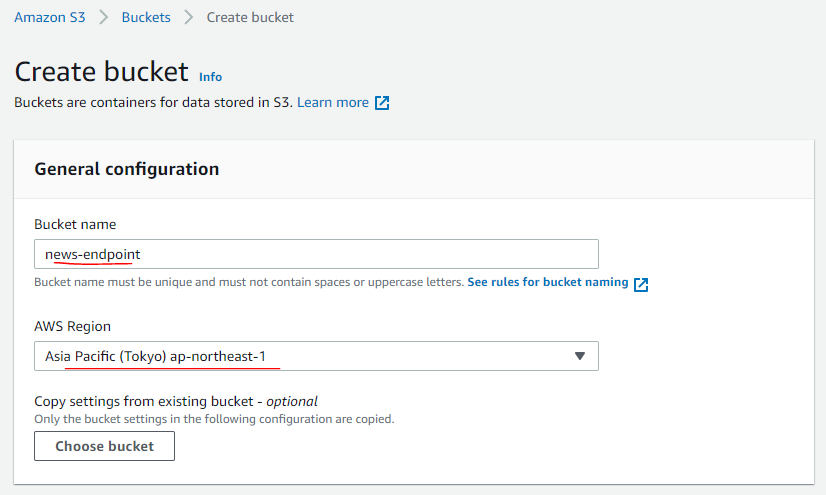 Amazon S3 > Buckets > Create bucket
Create bucket Info
Buckets are containers for data stored in S3. Learn more
General configuration
Bucket name
news-endpoint
Bucket name must be unique and must not contain spaces or uppercase letters. See rules for bucket naming
AWS Region
Asia Pacific (Tokyo) ap-northeast-1
Copy settings from existing bucket - optional
Only the bucket settings in the following configuration are copied.
Choose bucket